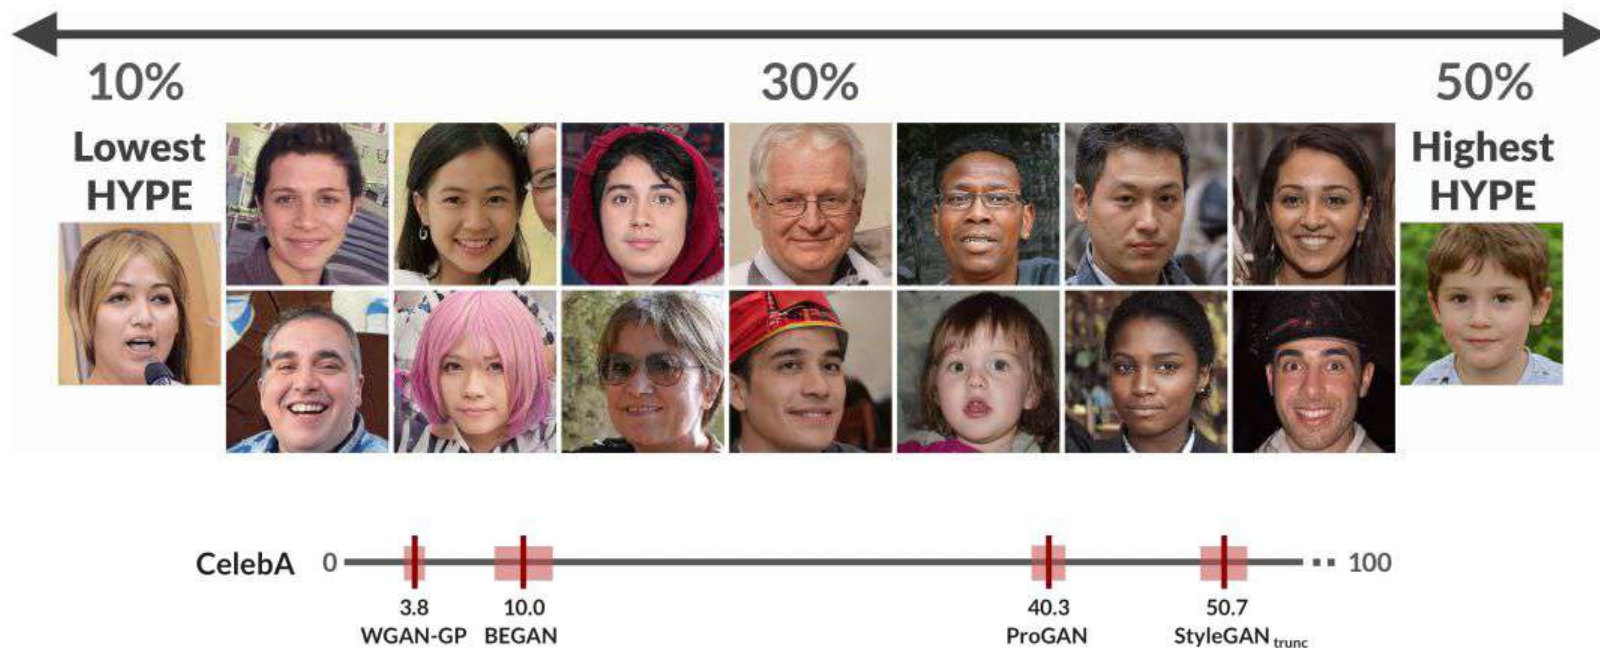 10% 30% 50%
Lowest
HYPE
Highest
HYPE
CelebA 0 100
3.8 10.0 40.3 50.7
WGAN-GP BEGAN ProGAN StyleGAN trunc